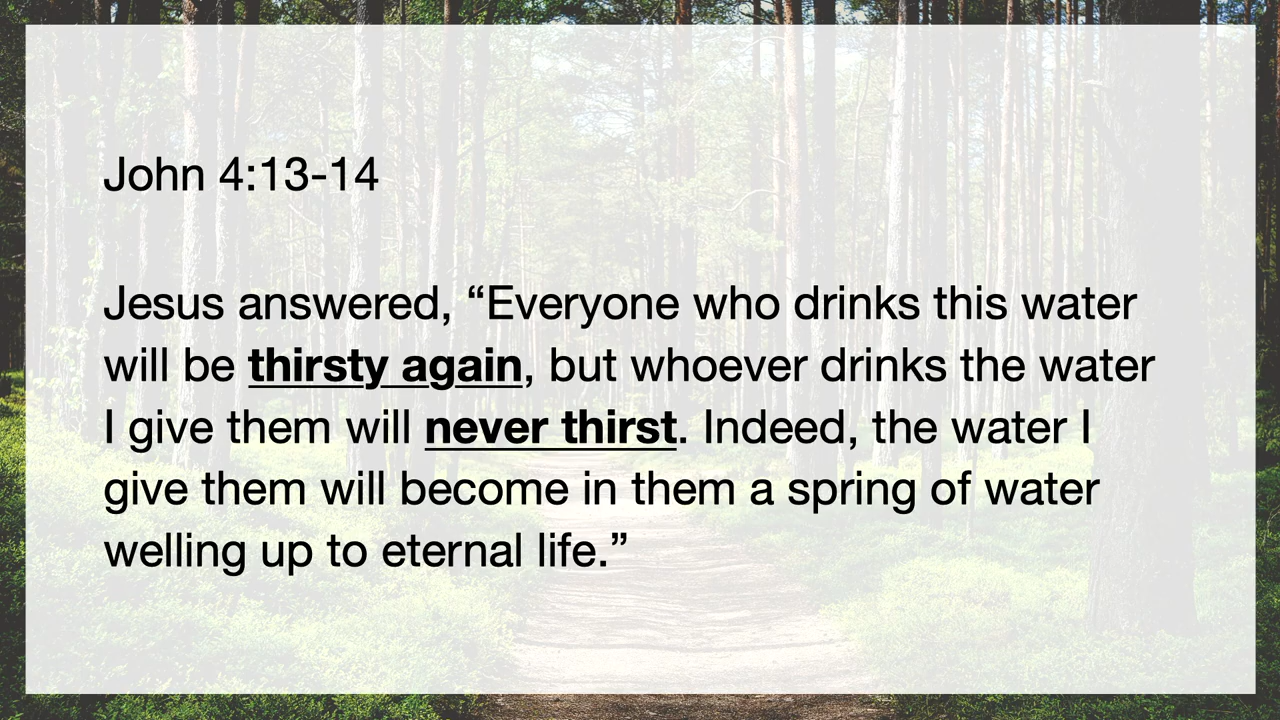 John 4:13-14
Jesus answered, “Everyone who drinks this water
will be thirsty again, but whoever drinks the water
I give them will never thirst. Indeed, the water I
give them will become in them a spring of water
welling up to eternal life.”